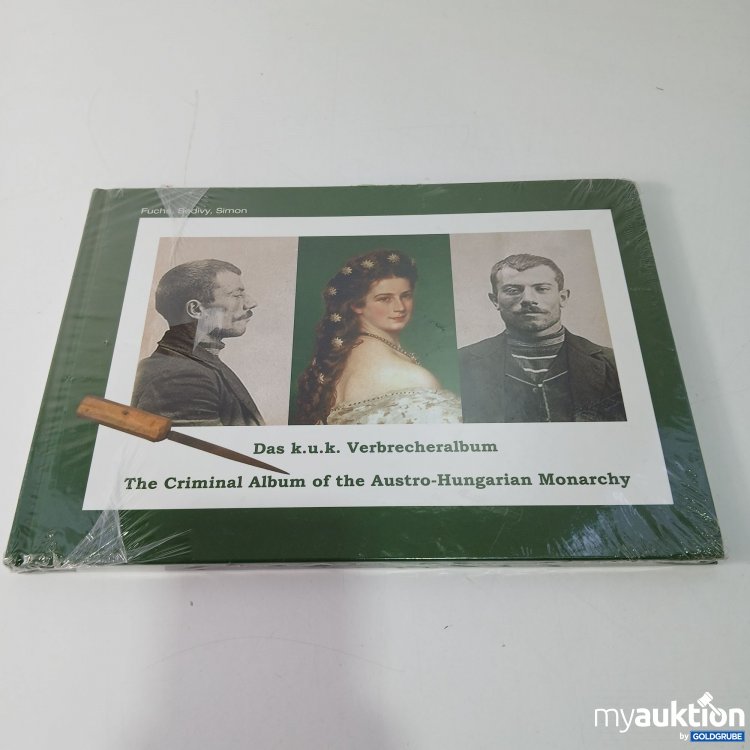 Fuchs, Sedivy, Simon
Das k.u.k. Verbrecheralbum
The Criminal Album of the Austro-Hungarian Monarchy
myauktion
by GOLDGRUBE